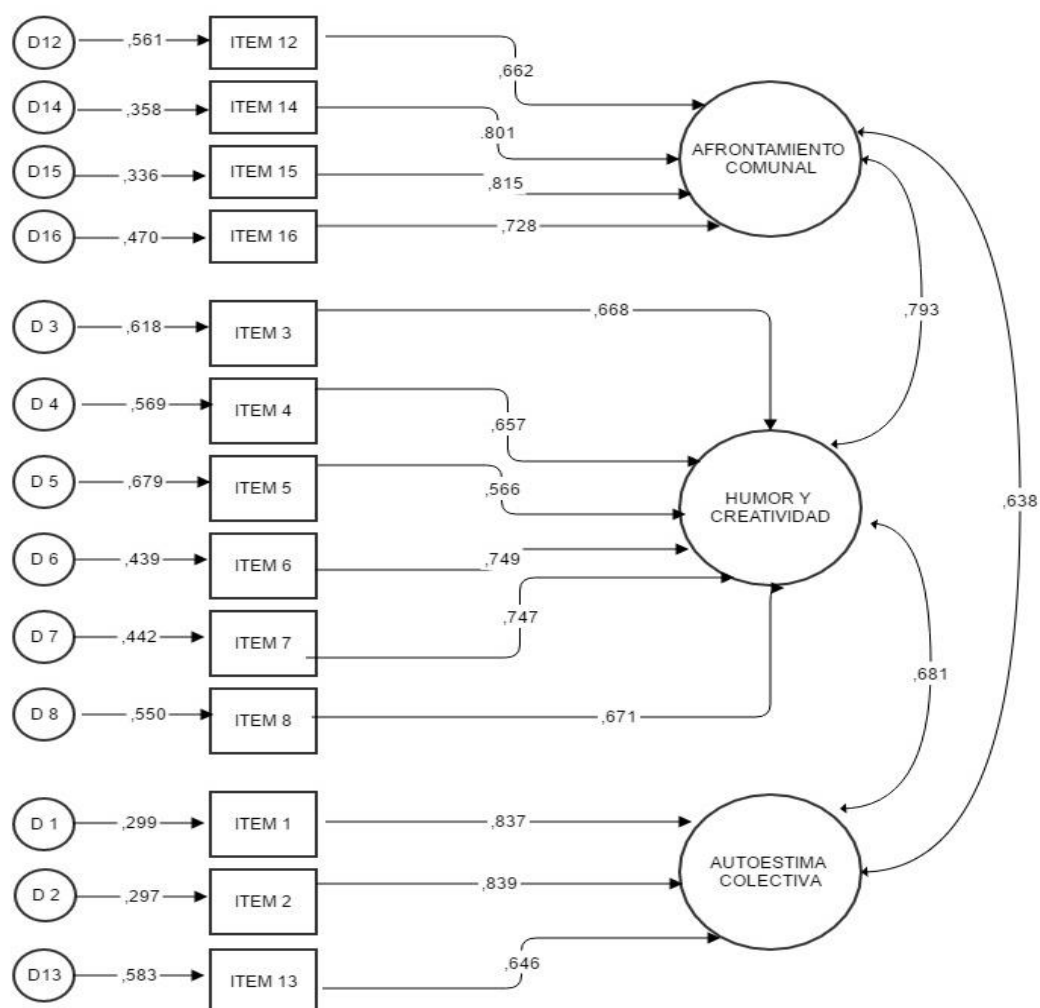 D12 ,561 ITEM 12
,662
D14 ,358 ITEM 14
.801
AFRONTAMIENTO
COMUNAL
D15 ,336 ITEM 15
,815
D16 ,470 ITEM 16 ,728
D 3 ,618 ITEM 3 ,668
,793
D 4 ,569 ITEM 4
,657
D 5 ,679 ITEM 5 ,566
HUMOR Y
CREATIVIDAD
,638
D 6 ,439 ITEM 6 ,749
,747
D 7 ,442 ITEM 7
,681
D 8 ,550 ITEM 8 ,671
D 1 ,299 ITEM 1 ,837
AUTOESTIMA
COLECTIVA
D 2 ,297 ITEM 2 ,839
,646
D13 ,583 ITEM 13